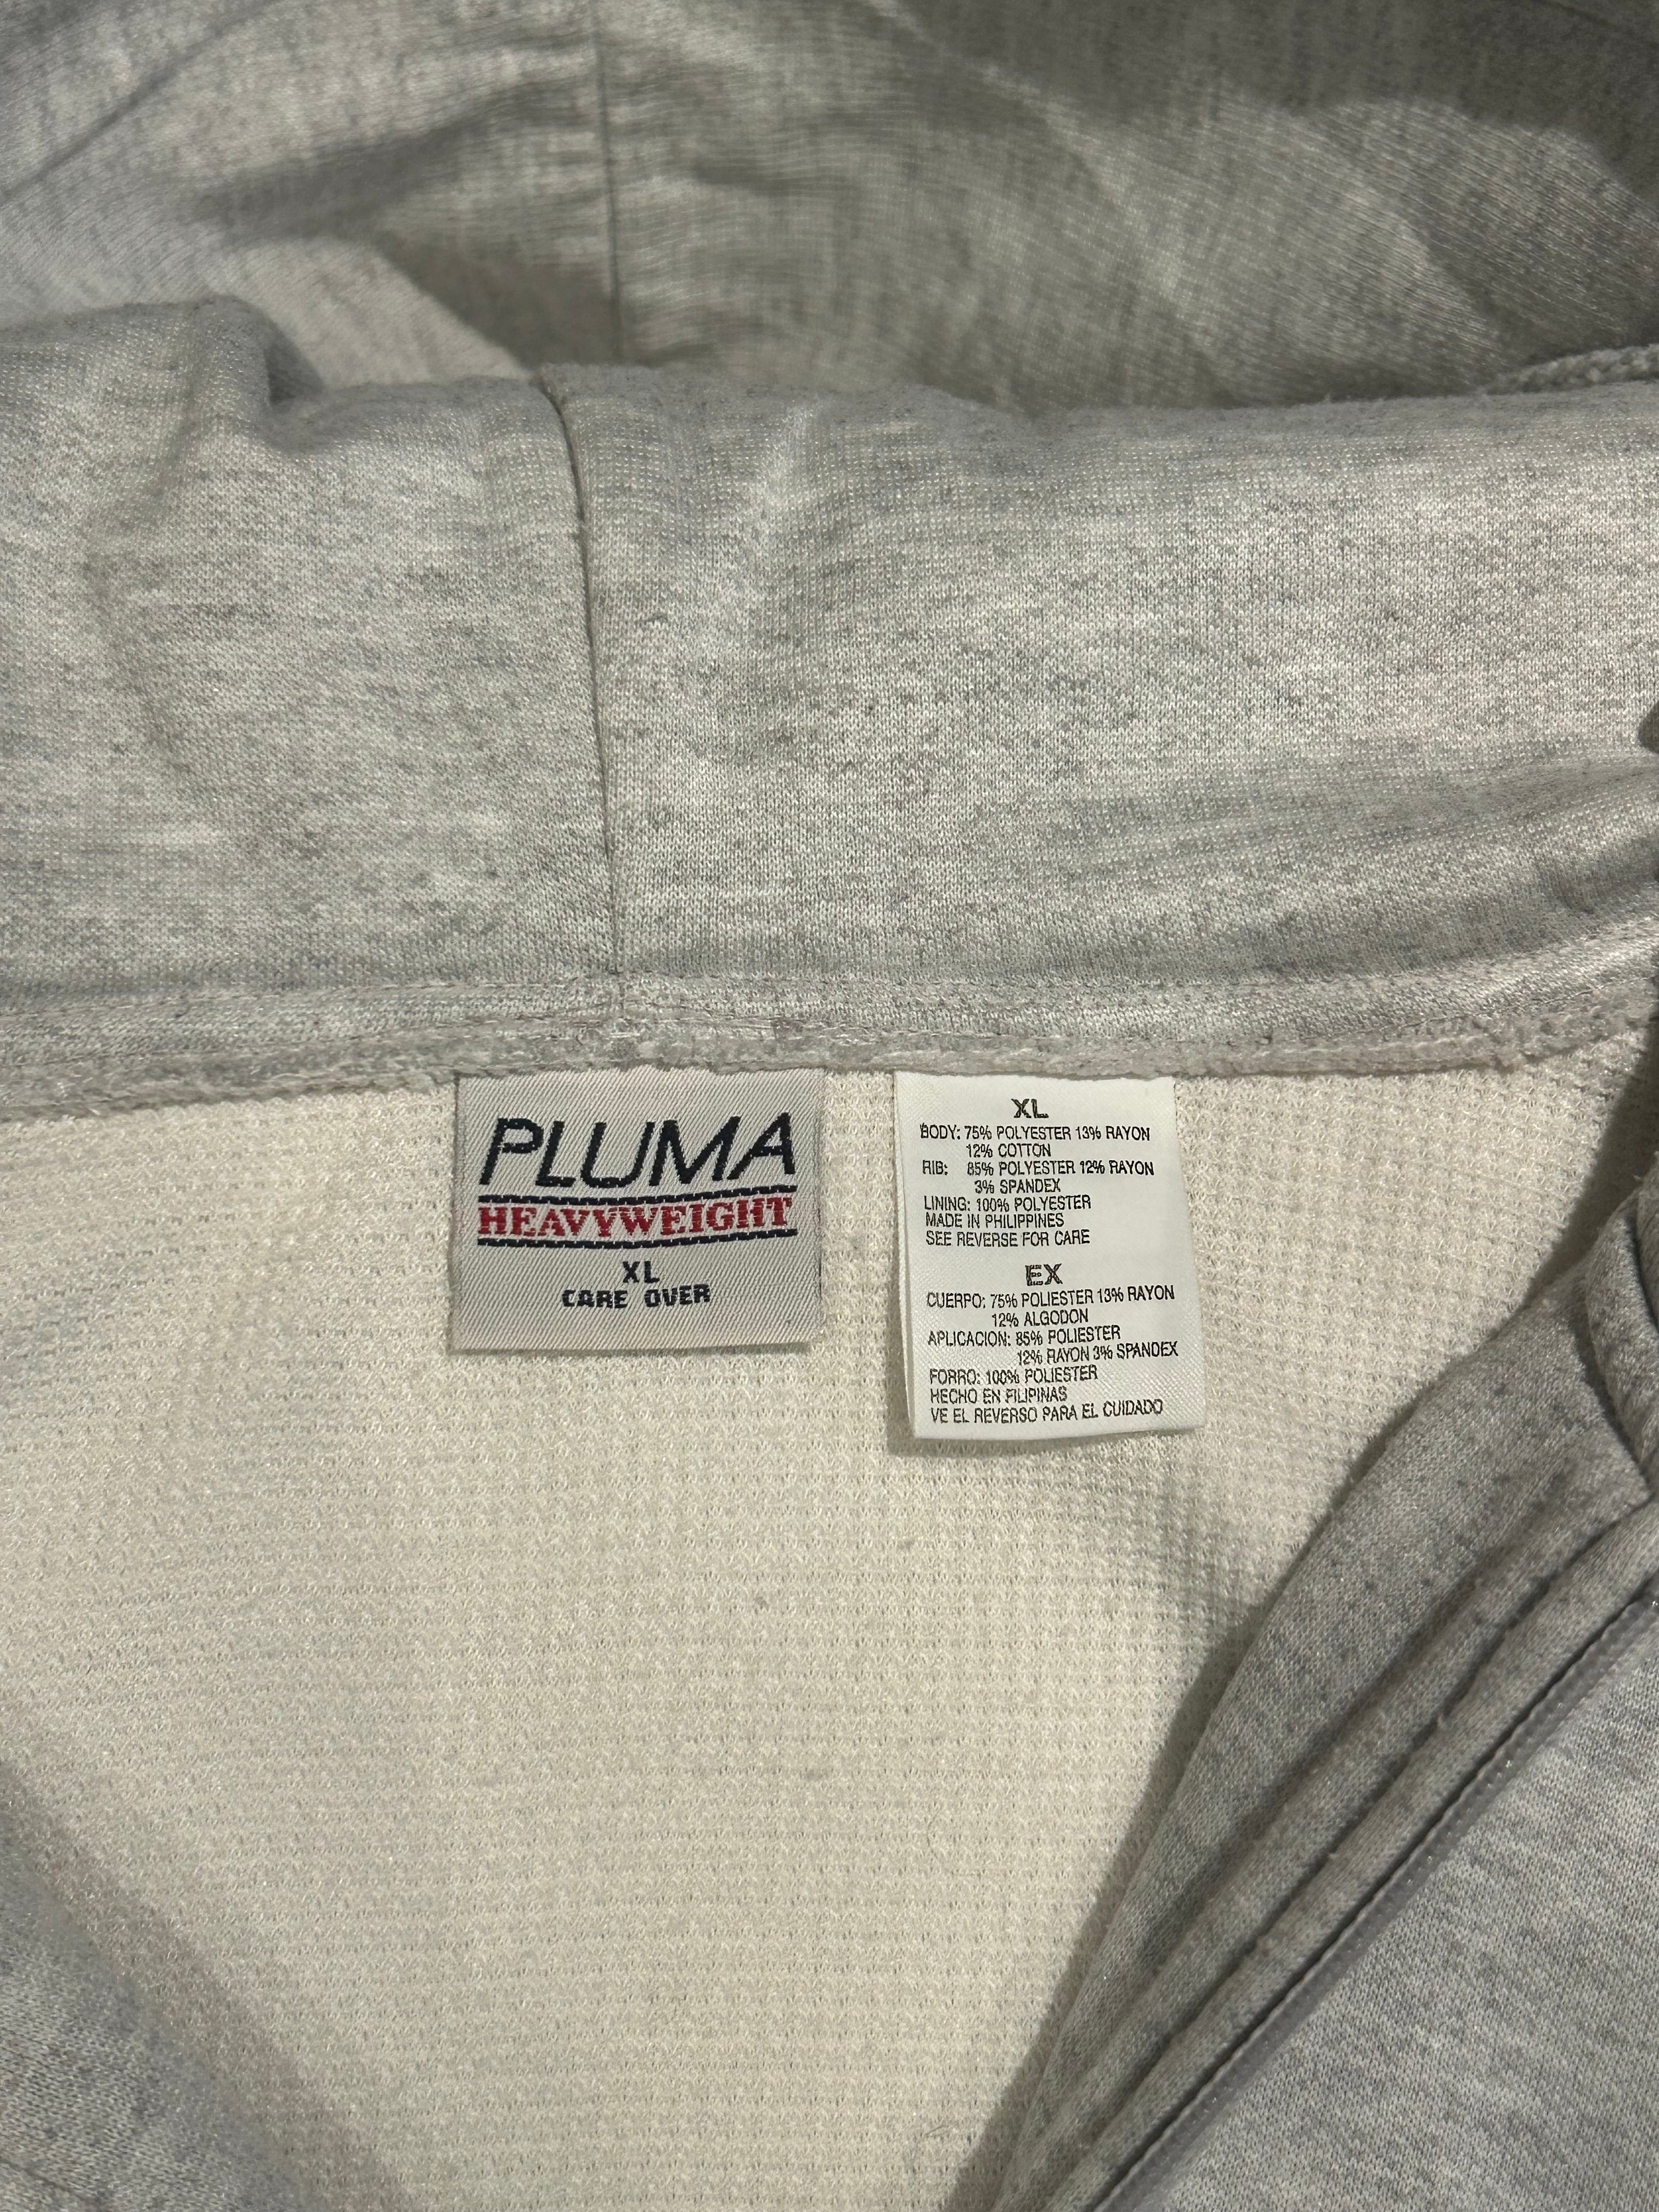 PLUMA
HEAVYWEIGHT
XL
CARE OVER
XL
BODY: 75% POLYESTER 13% RAYON
12% COTTON
RIB: 85% POLYESTER 12% RAYON
3% SPANDEX
LINING: 100% POLYESTER
MADE IN PHILIPPINES
SEE REVERSE FOR CARE
EX
CUERPO: 75% POLIESTER 13% RAYON
12% ALGODON
APLICACION: 85% POLIESTER
12% RAYON 3% SPANDEX
FORRO: 100% POLIESTER
HECHO EN FILIPINAS
VE EL REVERSO PARA EL CUIDADO